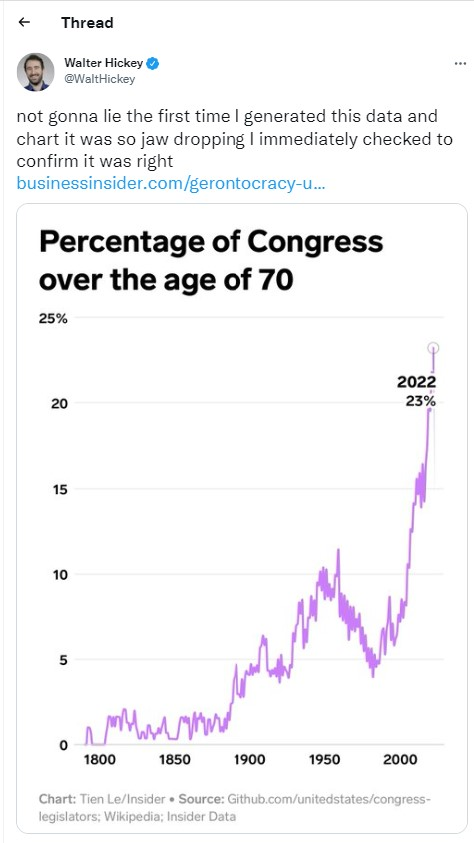 Thread
Walter Hickey
@WaltHickey
not gonna lie the first time I generated this data and
chart it was so jaw dropping I immediately checked to
confirm it was right
businessinsider.com/gerontocracy-u...
Percentage of Congress
over the age of 70
25%
2022
23%
20
15
10
5
0
1800 1850 1900 1950 2000
Chart: Tien Le/Insider • Source: Github.com/unitedstates/congress-
legislators; Wikipedia; Insider Data